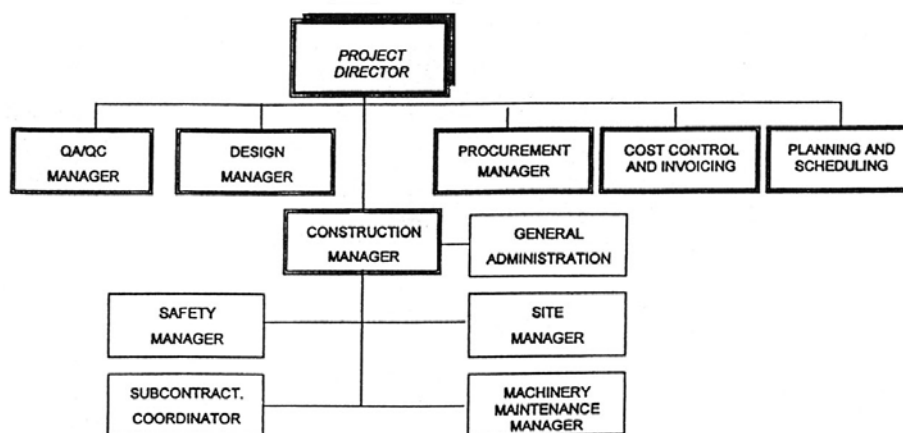 PROJECT
DIRECTOR
QA/QC
MANAGER
DESIGN
MANAGER
PROCUREMENT
MANAGER
COST CONTROL
AND INVOICING
PLANNING AND
SCHEDULING
CONSTRUCTION
MANAGER
GENERAL
ADMINISTRATION
SAFETY
MANAGER
SITE
MANAGER
SUBCONTRACT.
COORDINATOR
MACHINERY
MAINTENANCE
MANAGER